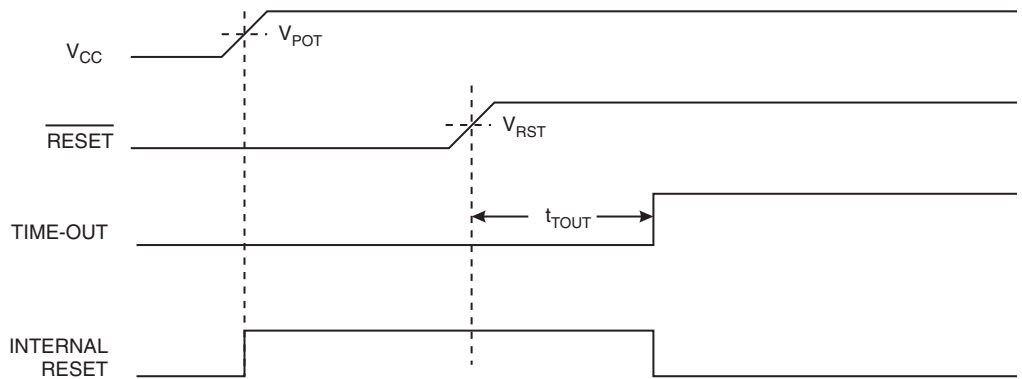 V_CC
V_POT
RESET
V_RST
TIME-OUT
t_TOUT
INTERNAL
RESET